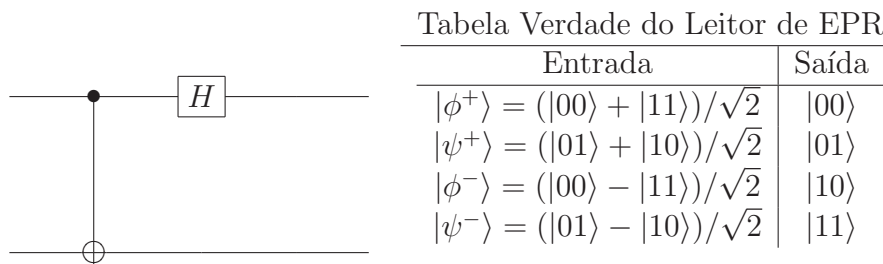 Tabela Verdade do Leitor de EPR
Entrada Saída
H
|ϕ⁺⟩ = (|00⟩ + |11⟩)/√2 |00⟩
|ψ⁺⟩ = (|01⟩ + |10⟩)/√2 |01⟩
|ϕ⁻⟩ = (|00⟩ − |11⟩)/√2 |10⟩
|ψ⁻⟩ = (|01⟩ − |10⟩)/√2 |11⟩